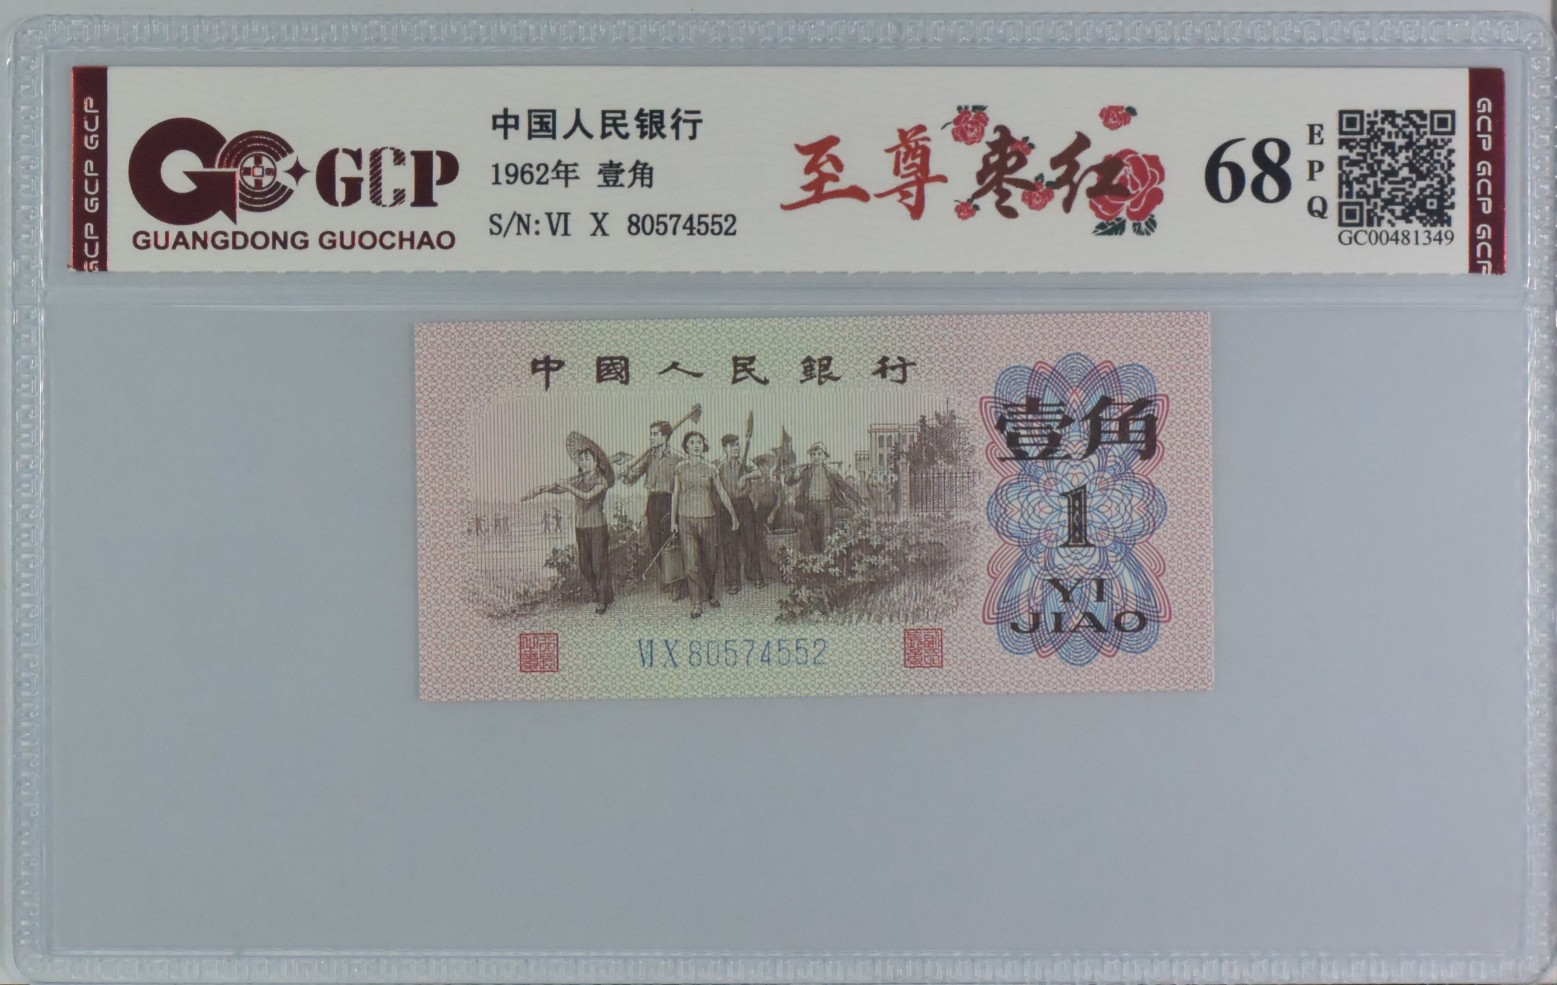 GCP GCP GCP
GCP
GUANGDONG GUOCHAO
中国人民银行
1962年 壹角
S/N: VI X 80574552
至尊枣红
68
EPQ
GC00481349
GCP GCP GCP
中國人民銀行
壹角
1
YI
JIAO
VI X 80574552